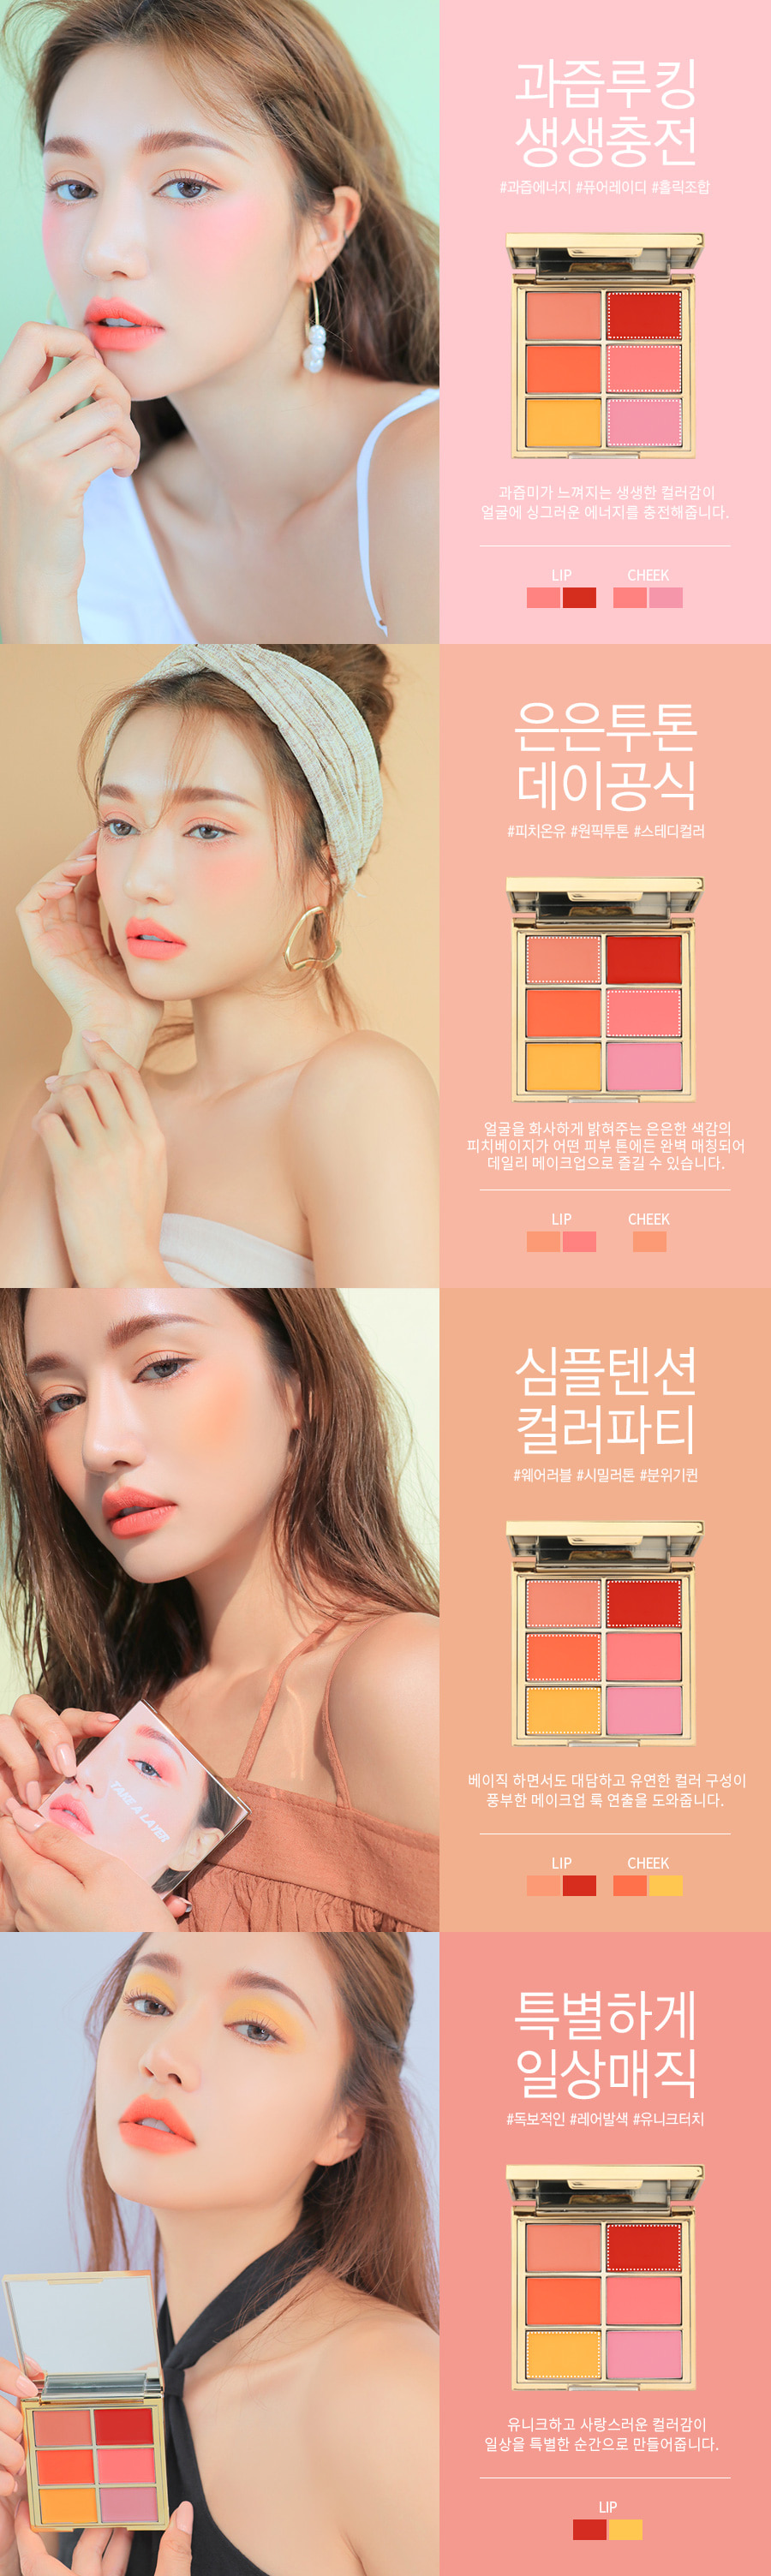 과즙루킹
생생충전
#과즙에너지 #퓨어레이디 #홀릭조합
과즙미가 느껴지는 생생한 컬러감이
얼굴에 싱그러운 에너지를 충전해줍니다.
LIP CHEEK
은은투톤
데이공식
#피치온유 #원픽투톤 #스테디컬러
얼굴을 화사하게 밝혀주는 은은한 색감의
피치베이지가 어떤 피부 톤에든 완벽 매칭되어
데일리 메이크업으로 즐길 수 있습니다.
LIP CHEEK
심플텐션
컬러파티
#웨어러블 #시밀러톤 #분위기퀸
TAKE A LAYER
베이직 하면서도 대담하고 유연한 컬러 구성이
풍부한 메이크업 룩 연출을 도와줍니다.
LIP CHEEK
특별하게
일상매직
#독보적인 #레어발색 #유니크터치
유니크하고 사랑스러운 컬러감이
일상을 특별한 순간으로 만들어줍니다.
LIP